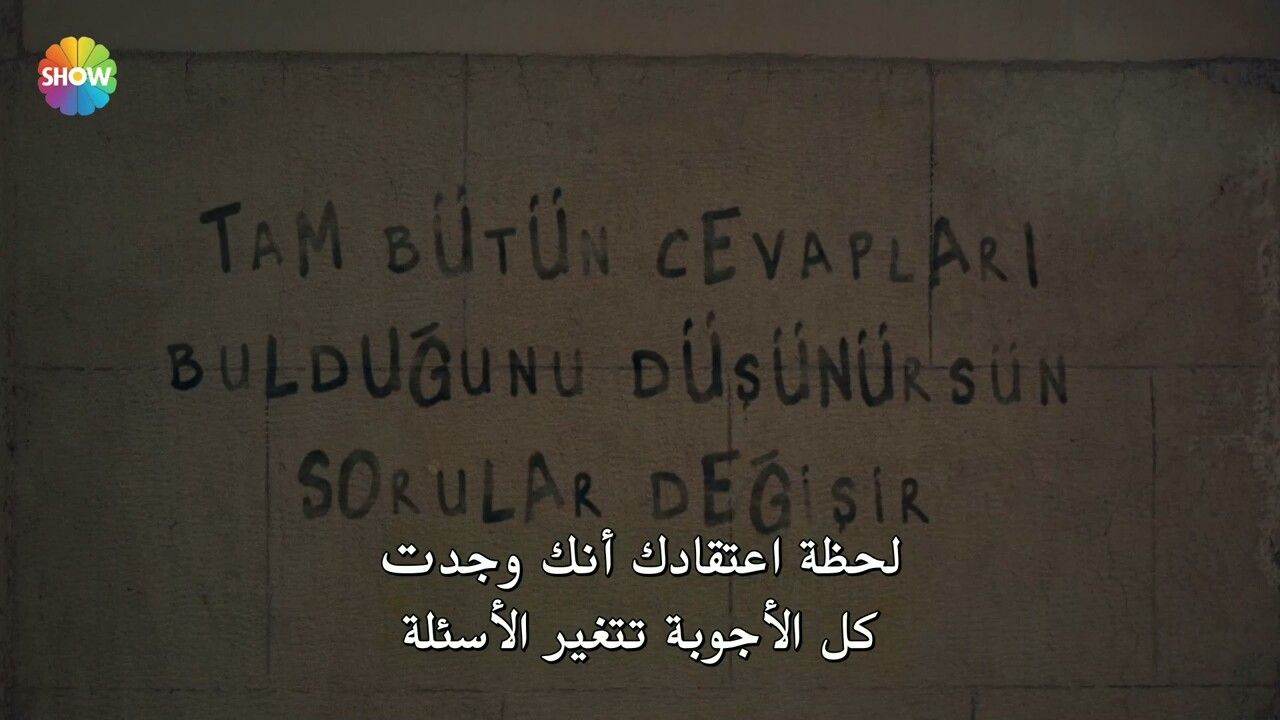 SHOW
TAM BÜTÜN CEVAPLARI
BULDUĞUNU DÜŞÜNÜRSÜN
SORULAR DEĞİŞİR
لحظة اعتقادك أنك وجدت
كل الأجوبة تتغير الأسئلة